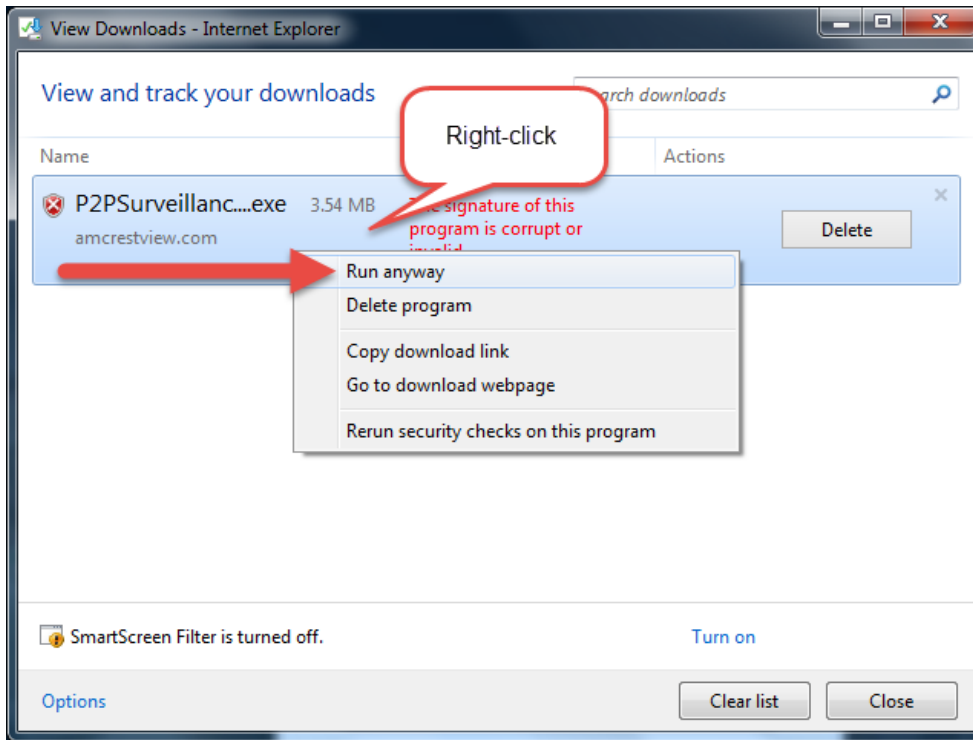 View Downloads - Internet Explorer
View and track your downloads
arch downloads
Right-click
Name
Actions
P2PSurveillanc....exe 3.54 MB
signature of this
program is corrupt or
amcrestview.com
Delete
Run anyway
Delete program
Copy download link
Go to download webpage
Rerun security checks on this program
SmartScreen Filter is turned off.
Turn on
Options
Clear list
Close